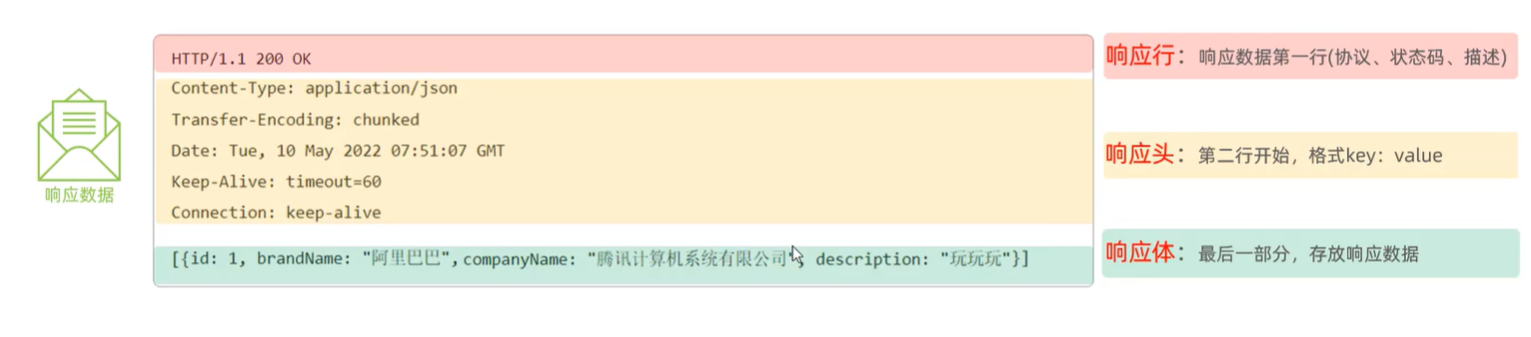 HTTP/1.1 200 OK
响应行：响应数据第一行(协议、状态码、描述)
Content-Type: application/json
Transfer-Encoding: chunked
Date: Tue, 10 May 2022 07:51:07 GMT
Keep-Alive: timeout=60
Connection: keep-alive
响应头：第二行开始，格式key：value
响应数据
[{id: 1, brandName: "阿里巴巴",companyName: "腾讯计算机系统有限公司", description: "玩玩玩"}]
响应体：最后一部分，存放响应数据